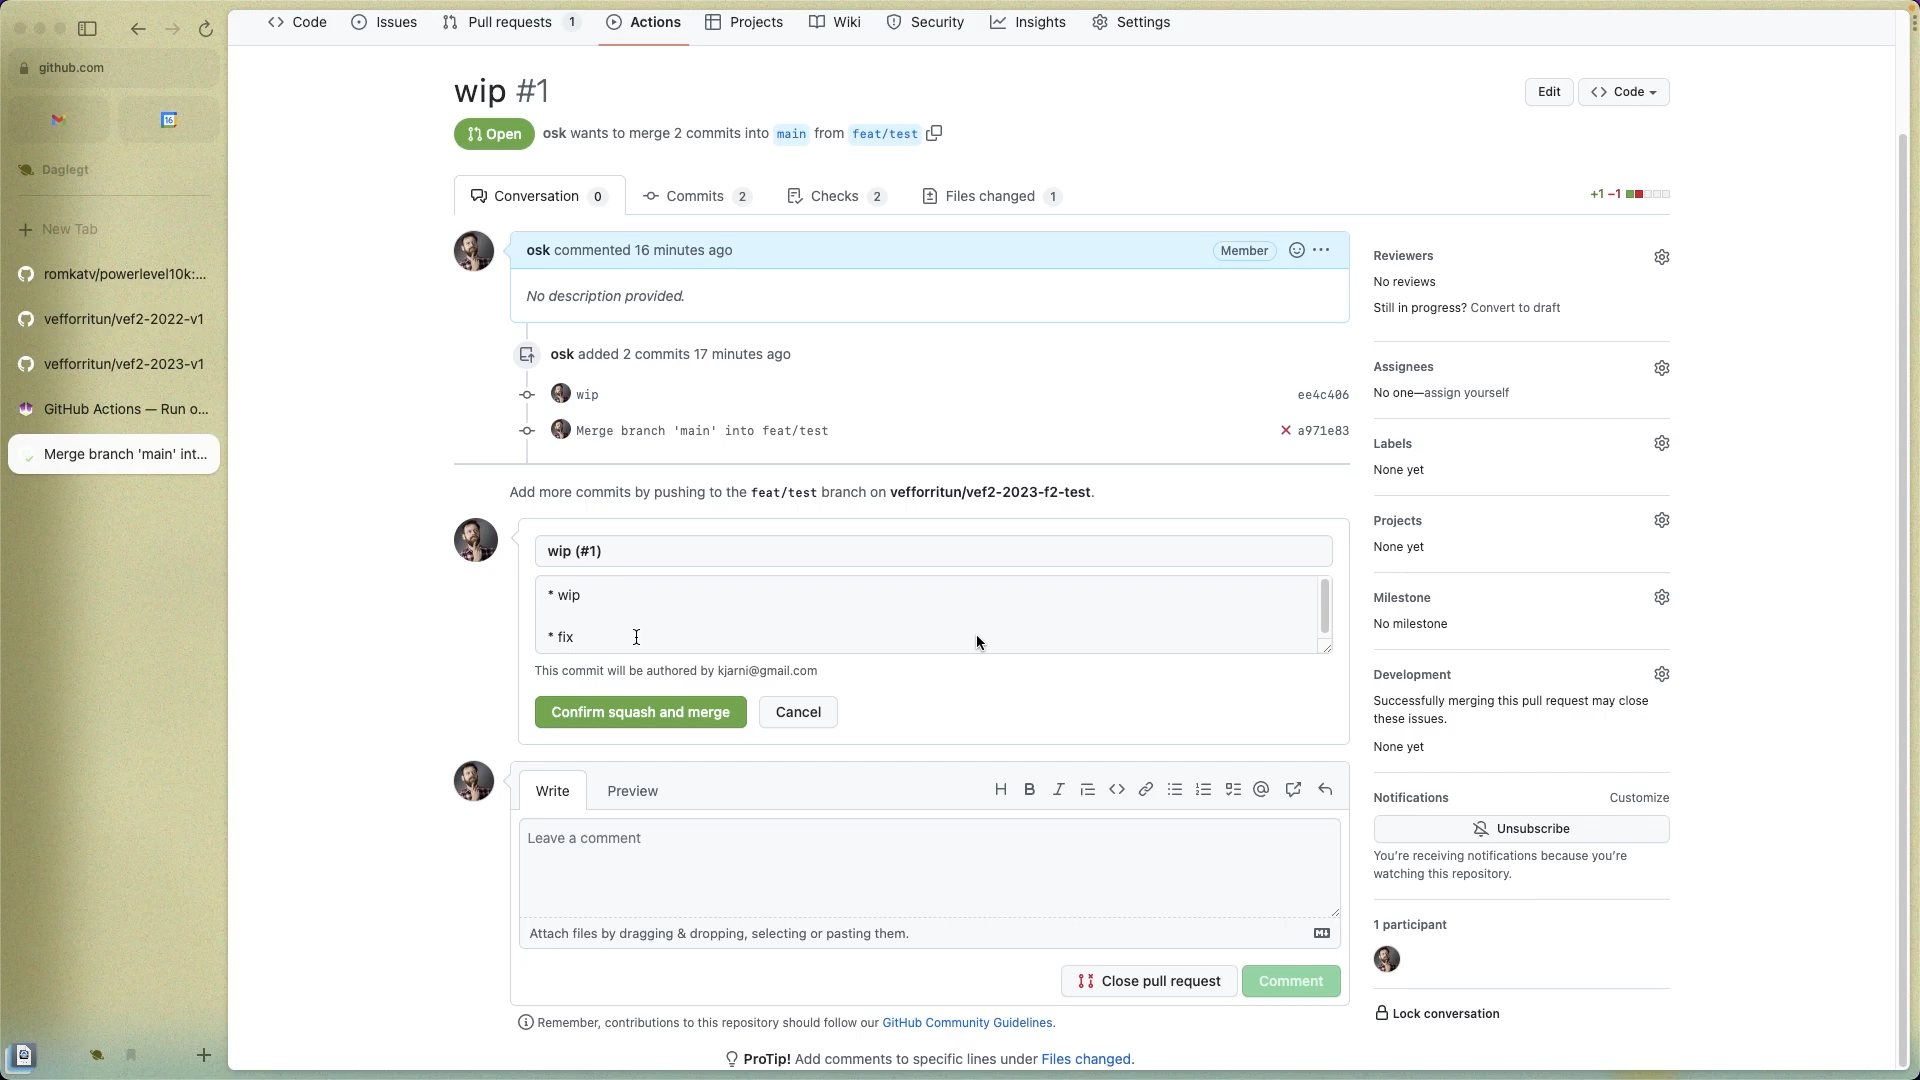 github.com
16
Daglegt
New Tab
romkatv/powerlevel10k:...
vefforritun/vef2-2022-v1
vefforritun/vef2-2023-v1
GitHub Actions — Run o...
Merge branch 'main' int...
Code
Issues
Pull requests 1
Actions
Projects
Wiki
Security
Insights
Settings
wip #1
Edit
Code
Open
osk wants to merge 2 commits into main from feat/test
Conversation 0
Commits 2
Checks 2
Files changed 1
+1 −1
osk commented 16 minutes ago
Member
No description provided.
osk added 2 commits 17 minutes ago
wip
ee4c406
Merge branch 'main' into feat/test
a971e83
Add more commits by pushing to the feat/test branch on vefforritun/vef2-2023-f2-test.
wip (#1)
* wip
* fix
This commit will be authored by kjarni@gmail.com
Confirm squash and merge
Cancel
Write
Preview
Leave a comment
Attach files by dragging & dropping, selecting or pasting them.
Close pull request
Comment
Remember, contributions to this repository should follow our GitHub Community Guidelines.
ProTip! Add comments to specific lines under Files changed.
Reviewers
No reviews
Still in progress? Convert to draft
Assignees
No one—assign yourself
Labels
None yet
Projects
None yet
Milestone
No milestone
Development
Successfully merging this pull request may close
these issues.
None yet
Notifications
Customize
Unsubscribe
You're receiving notifications because you're
watching this repository.
1 participant
Lock conversation